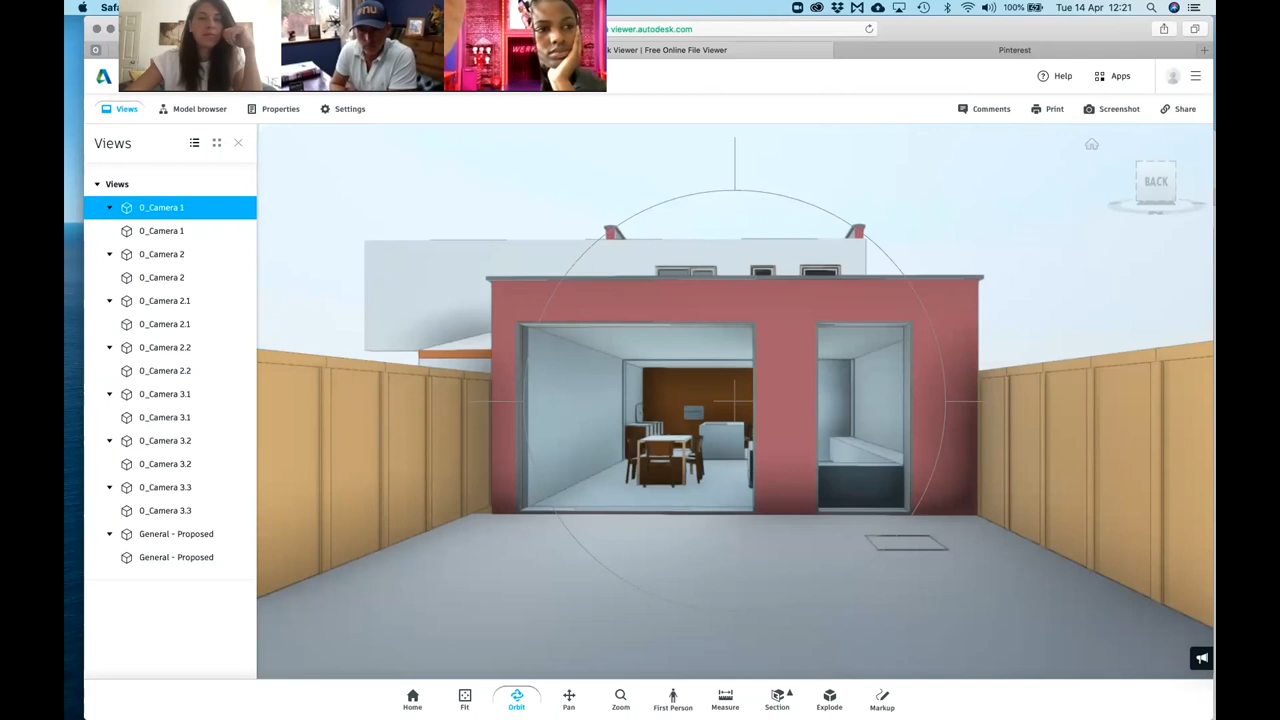 Safa
100%
Tue 14 Apr 12:21
viewer.autodesk.com
k Viewer | Free Online File Viewer
Pinterest
Help
Apps
Views
Model browser
Properties
Settings
Comments
Print
Screenshot
Share
Views
Views
0_Camera 1
0_Camera 1
0_Camera 2
0_Camera 2
0_Camera 2.1
0_Camera 2.1
0_Camera 2.2
0_Camera 2.2
0_Camera 3.1
0_Camera 3.1
0_Camera 3.2
0_Camera 3.2
0_Camera 3.3
0_Camera 3.3
General - Proposed
General - Proposed
BACK
Home
Fit
Orbit
Pan
Zoom
First Person
Measure
Section
Explode
Markup